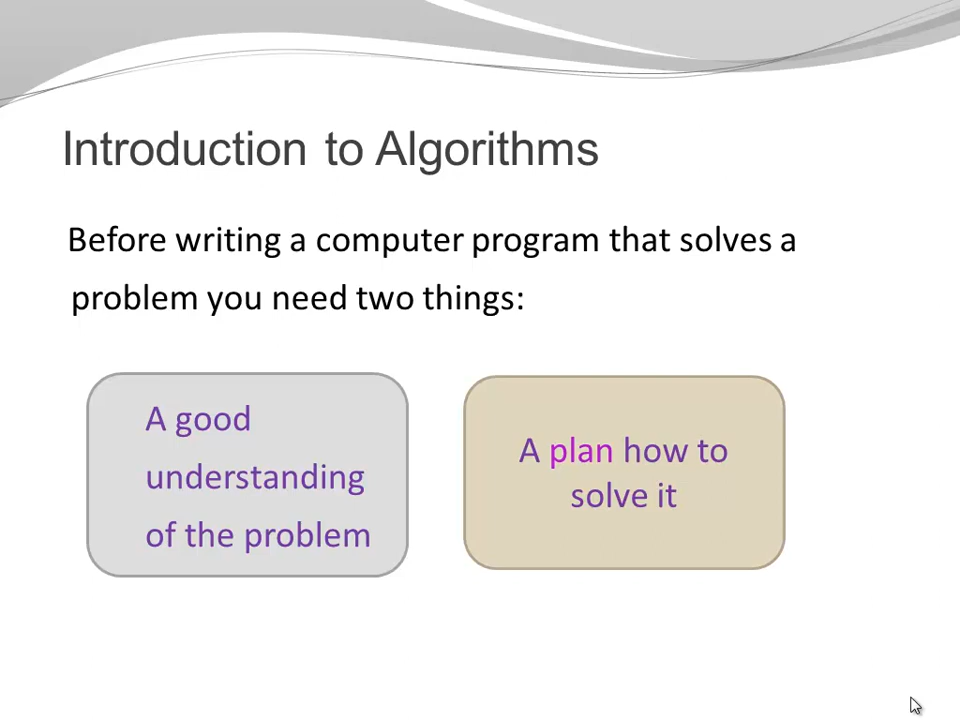 Introduction to Algorithms
Before writing a computer program that solves a
problem you need two things:
A good
understanding
of the problem
A plan how to
solve it